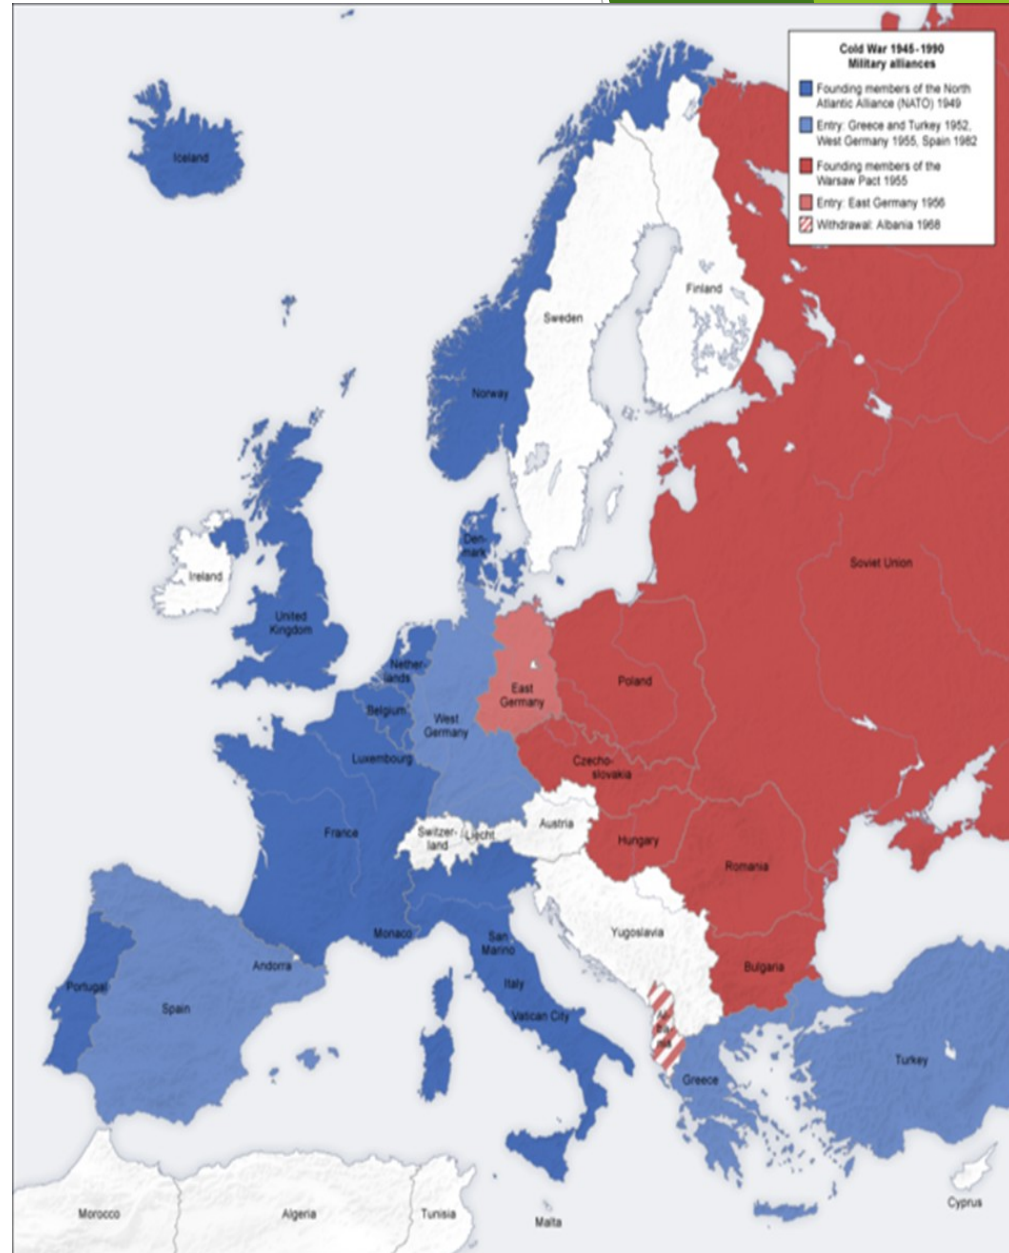 Cold War 1945-1990
Military alliances
Founding members of the North
Atlantic Alliance (NATO) 1949
Entry: Greece and Turkey 1952,
West Germany 1955, Spain 1982
Founding members of the
Warsaw Pact 1955
Entry: East Germany 1956
Withdrawal: Albania 1968
Iceland
Finland
Sweden
Norway
Den-
mark
Soviet Union
Ireland
United
Kingdom
Nether-
lands
Poland
East
Germany
Belgium
West
Germany
Luxembourg
Czecho-
slovakia
France
Switzer-
land
Liecht
Austria
Hungary
Romania
Monaco
San
Marino
Yugoslavia
Andorra
Bulgaria
Portugal
Spain
Italy
Vatican City
Al-
ba-
nia
Turkey
Greece
Cyprus
Morocco
Algeria
Tunisia
Malta